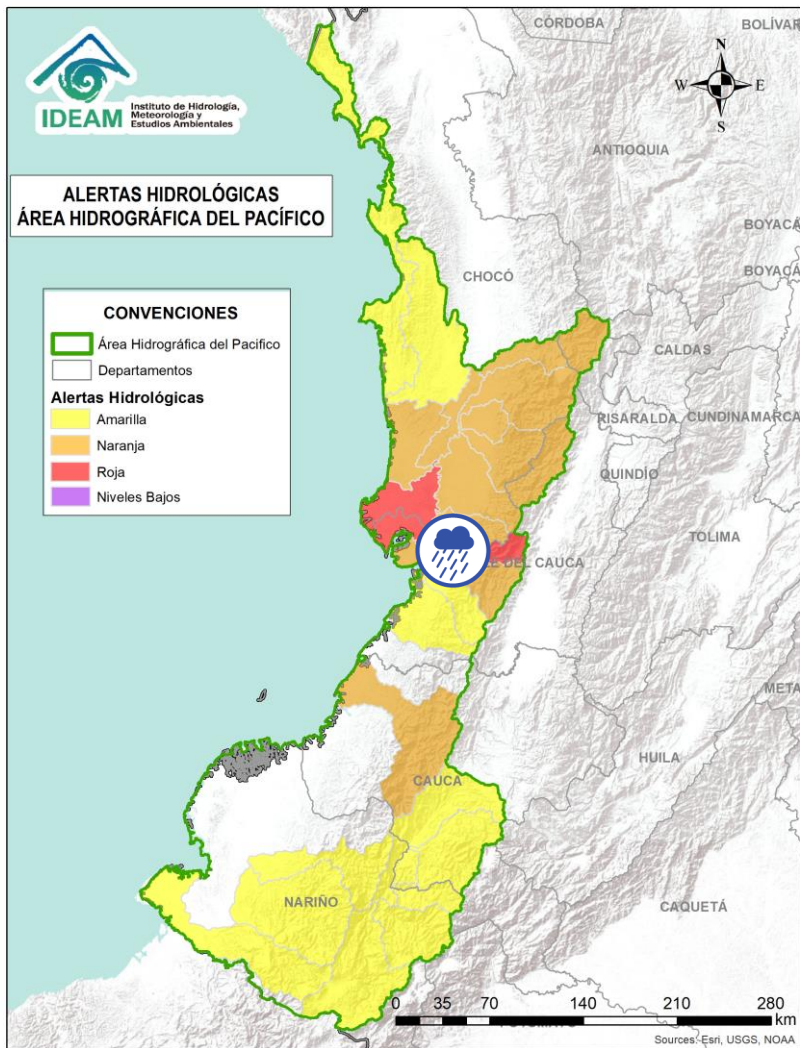 CÓRDOBA
BOLÍVAR
N
W
E
S
IDEAM
Instituto de Hidrología,
Meteorología y
Estudios Ambientales
ANTIOQUIA
ALERTAS HIDROLÓGICAS
ÁREA HIDROGRÁFICA DEL PACÍFICO
BOYACÁ
CHOCÓ
BOYACÁ
CONVENCIONES
Área Hidrográfica del Pacifico
Departamentos
Alertas Hidrológicas
Amarilla
Naranja
Roja
Niveles Bajos
CALDAS
RISARALDA
CUNDINAMARCA
QUINDÍO
TOLIMA
DEL CAUCA
META
HUILA
CAUCA
NARIÑO
CAQUETÁ
0 35 70 140 210 280
km
Sources: Esri, USGS, NOAA